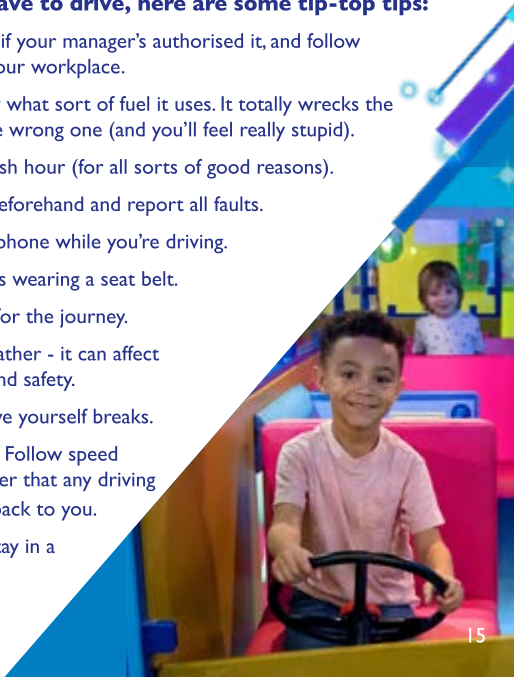 ave to drive, here are some tip-top tips:
if your manager's authorised it, and follow
our workplace.
what sort of fuel it uses. It totally wrecks the
e wrong one (and you'll feel really stupid).
sh hour (for all sorts of good reasons).
eforehand and report all faults.
phone while you're driving.
s wearing a seat belt.
for the journey.
ather - it can affect
nd safety.
ve yourself breaks.
Follow speed
er that any driving
back to you.
tay in a
15